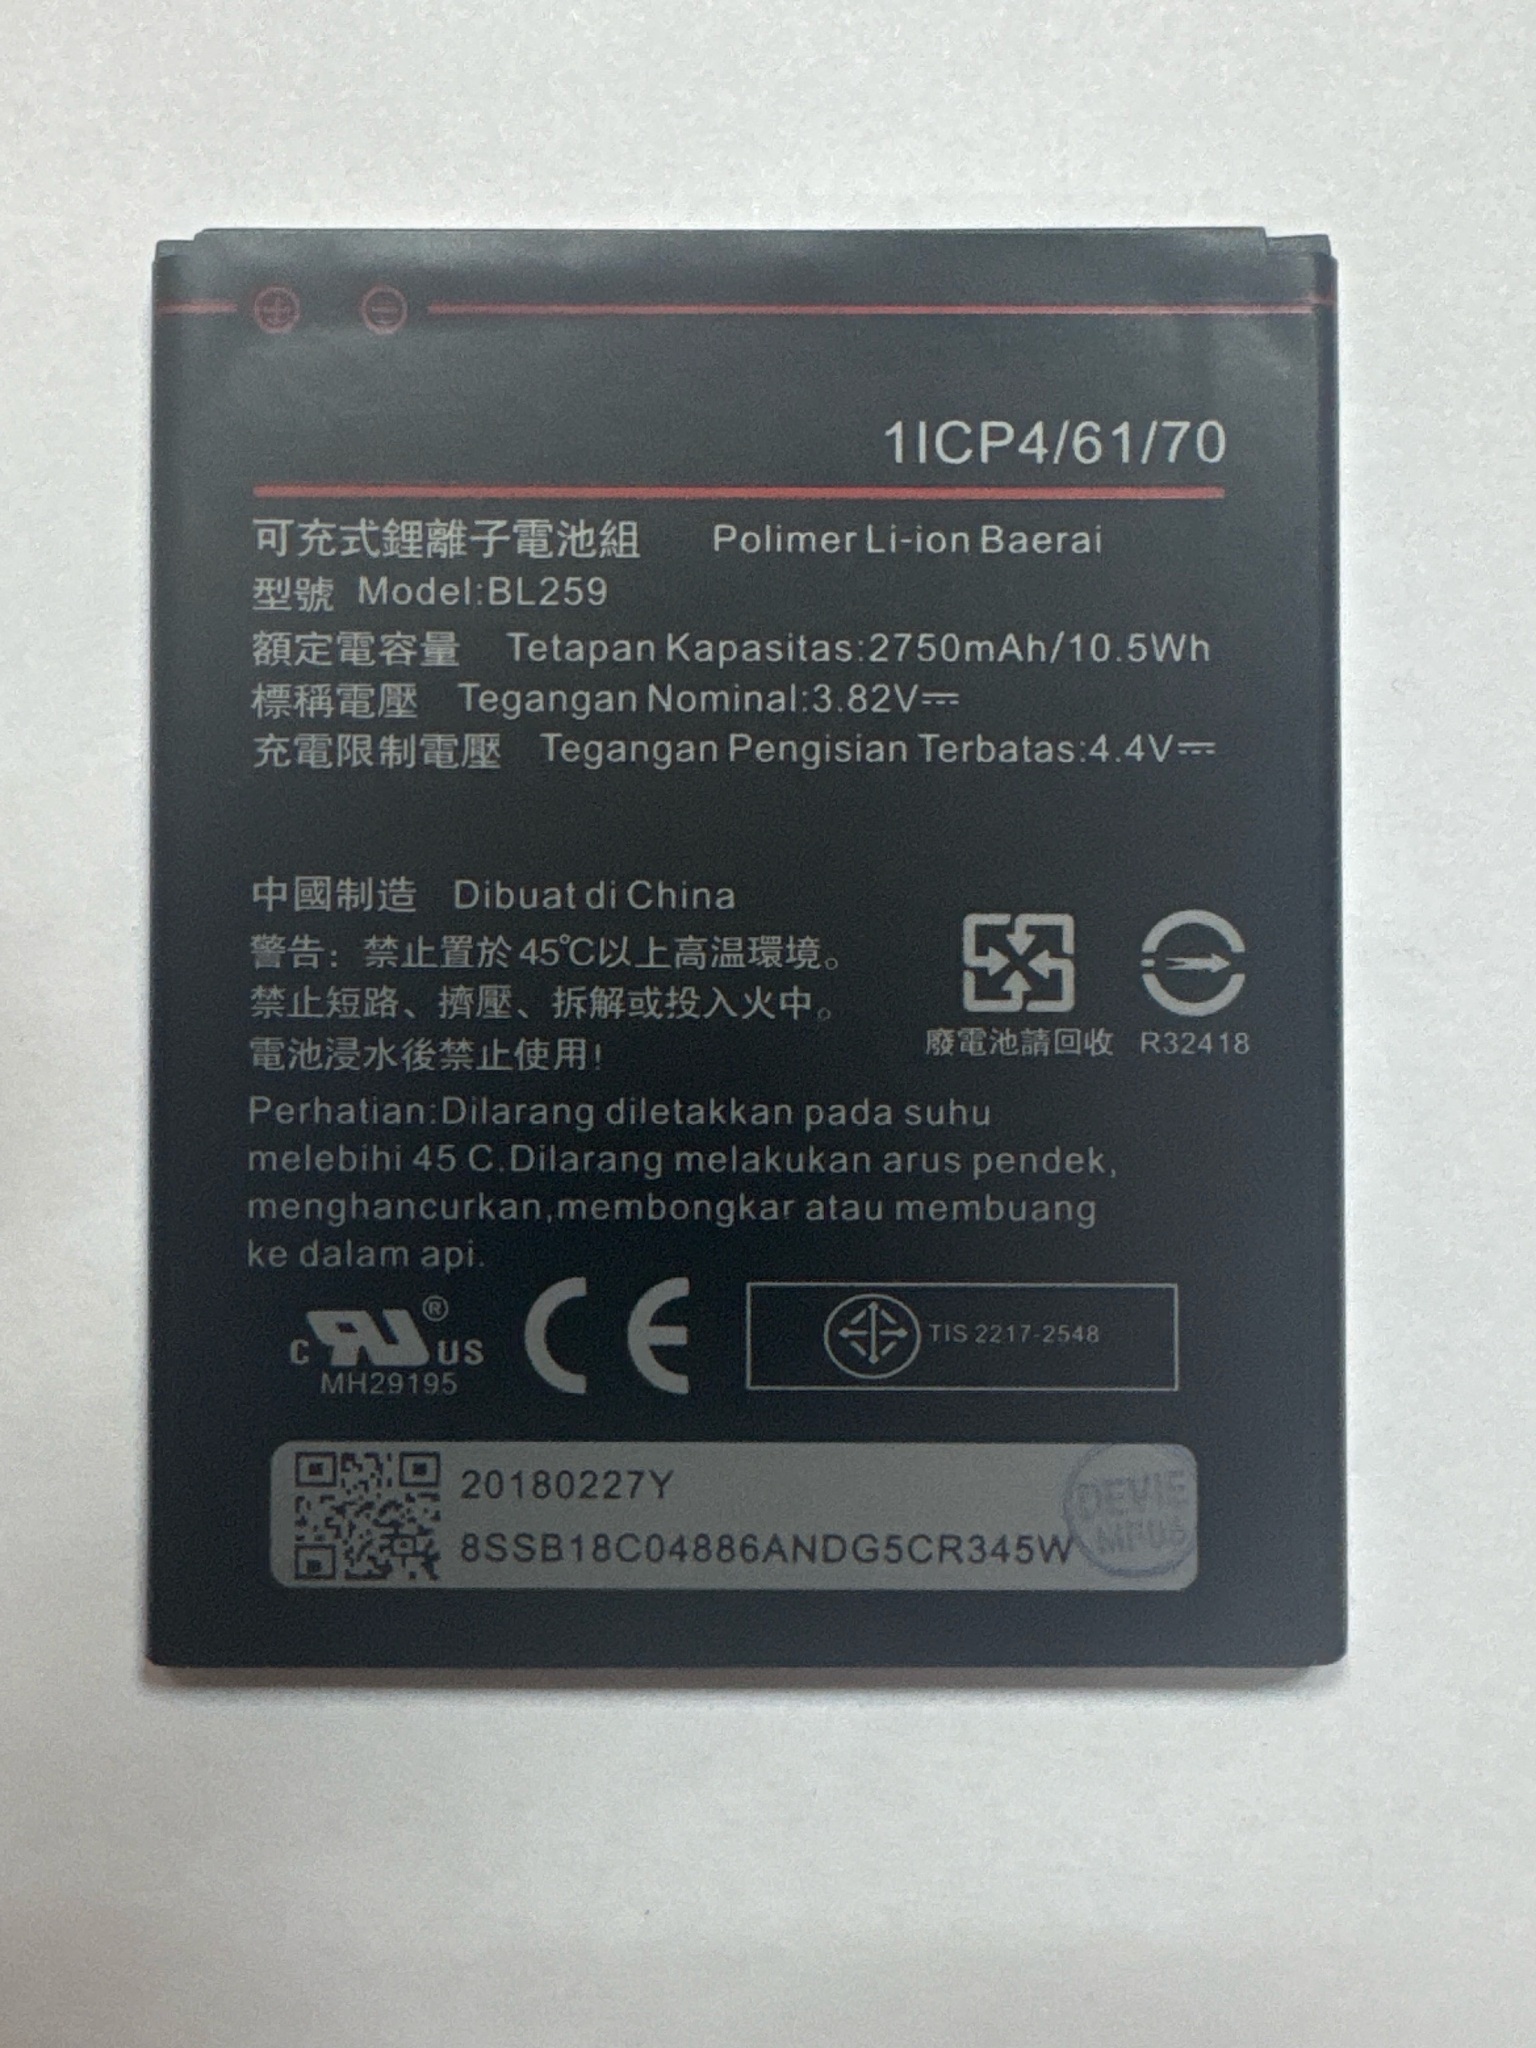 1ICP4/61/70
可充式鋰離子電池組 Polimer Li-ion Baerai
型號 Model:BL259
額定電容量 Tetapan Kapasitas:2750mAh/10.5Wh
標稱電壓 Tegangan Nominal:3.82V
充電限制電壓 Tegangan Pengisian Terbatas:4.4V
中國制造 Dibuat di China
警告：禁止置於45℃以上高温環境。
禁止短路、擠壓、拆解或投入火中。
電池浸水後禁止使用！
廢電池請回收 R32418
Perhatian:Dilarang diletakkan pada suhu
melebihi 45 C.Dilarang melakukan arus pendek,
menghancurkan,membongkar atau membuang
ke dalam api.
C RU ® US
MH29195
CE
TIS 2217-2548
20180227Y
8SSB18C04886ANDG5CR345W
DEVIE